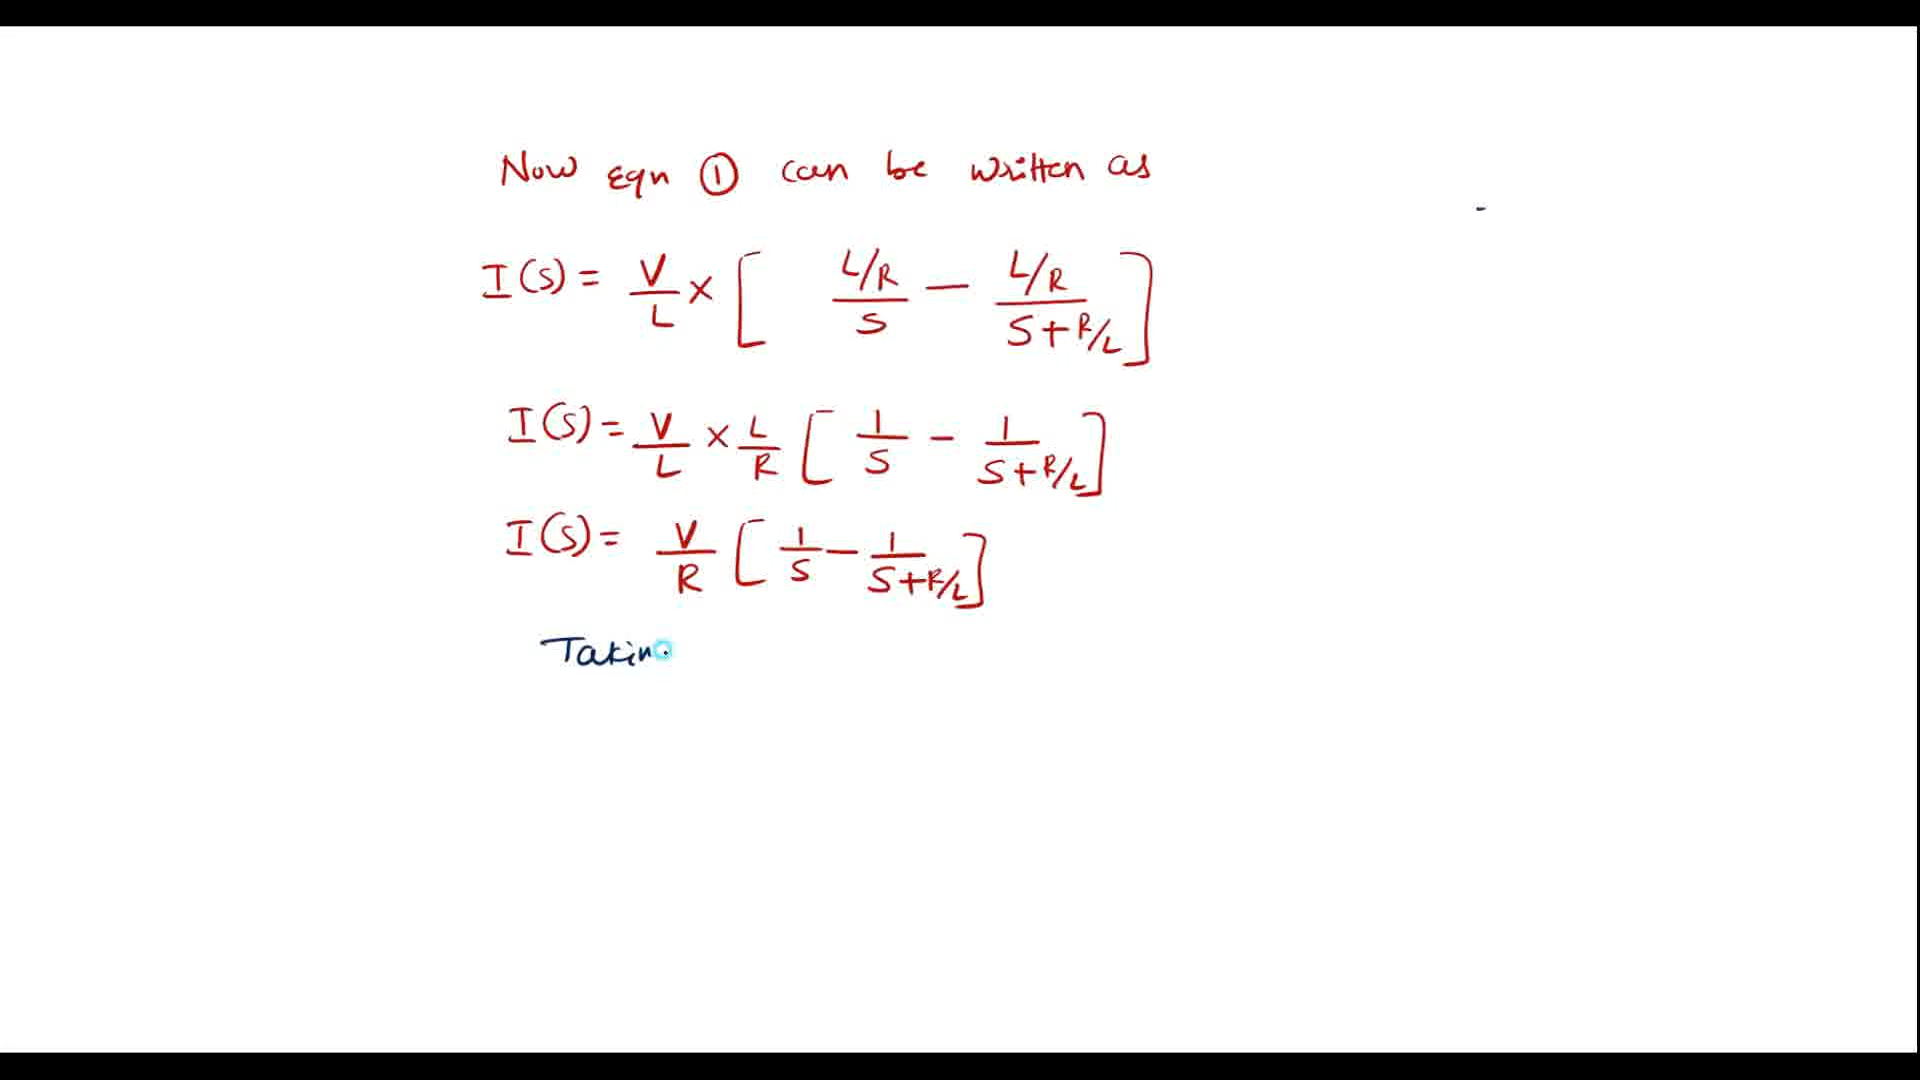 Now Eqn ① can be written as
I(s) = V/L × [ L/R/S − L/R/S+R/L ]
I(s) = V/L × L/R [ 1/S − 1/S+R/L ]
I(s) = V/R [ 1/S − 1/S+R/L ]
Takin